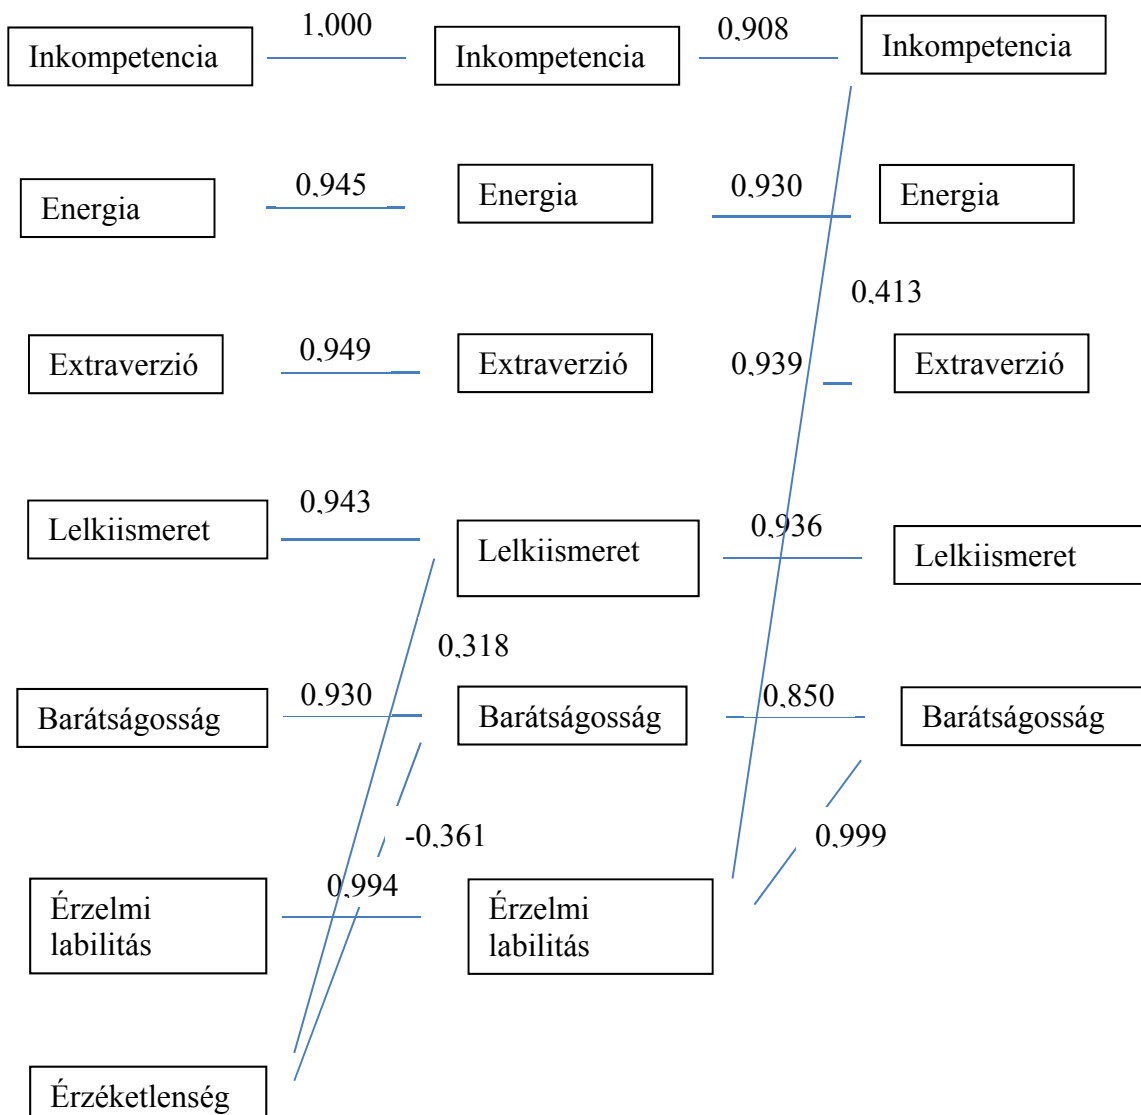 1,000
0,908
Inkompetencia
Inkompetencia
Inkompetencia
0,945
0,930
Energia
Energia
Energia
0,413
0,949
0,939
Extraverzió
Extraverzió
Extraverzió
0,943
0,936
Lelkiismeret
Lelkiismeret
Lelkiismeret
0,318
0,930
0,850
Barátságosság
Barátságosság
Barátságosság
-0,361
0,999
0,994
Érzelmi
labilitás
Érzelmi
labilitás
Érzéketlenség